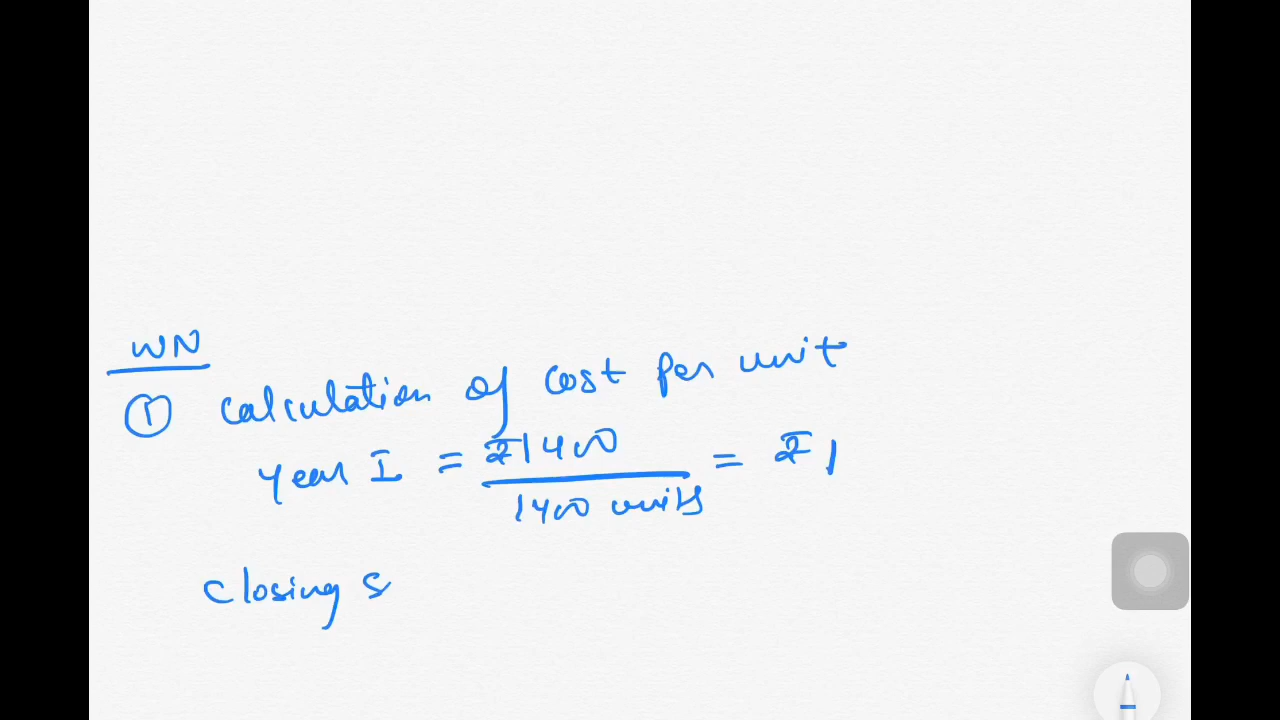 WN
① Calculation of cost per unit
Year I = ₹1400 / 1400 units = ₹1
Closing s